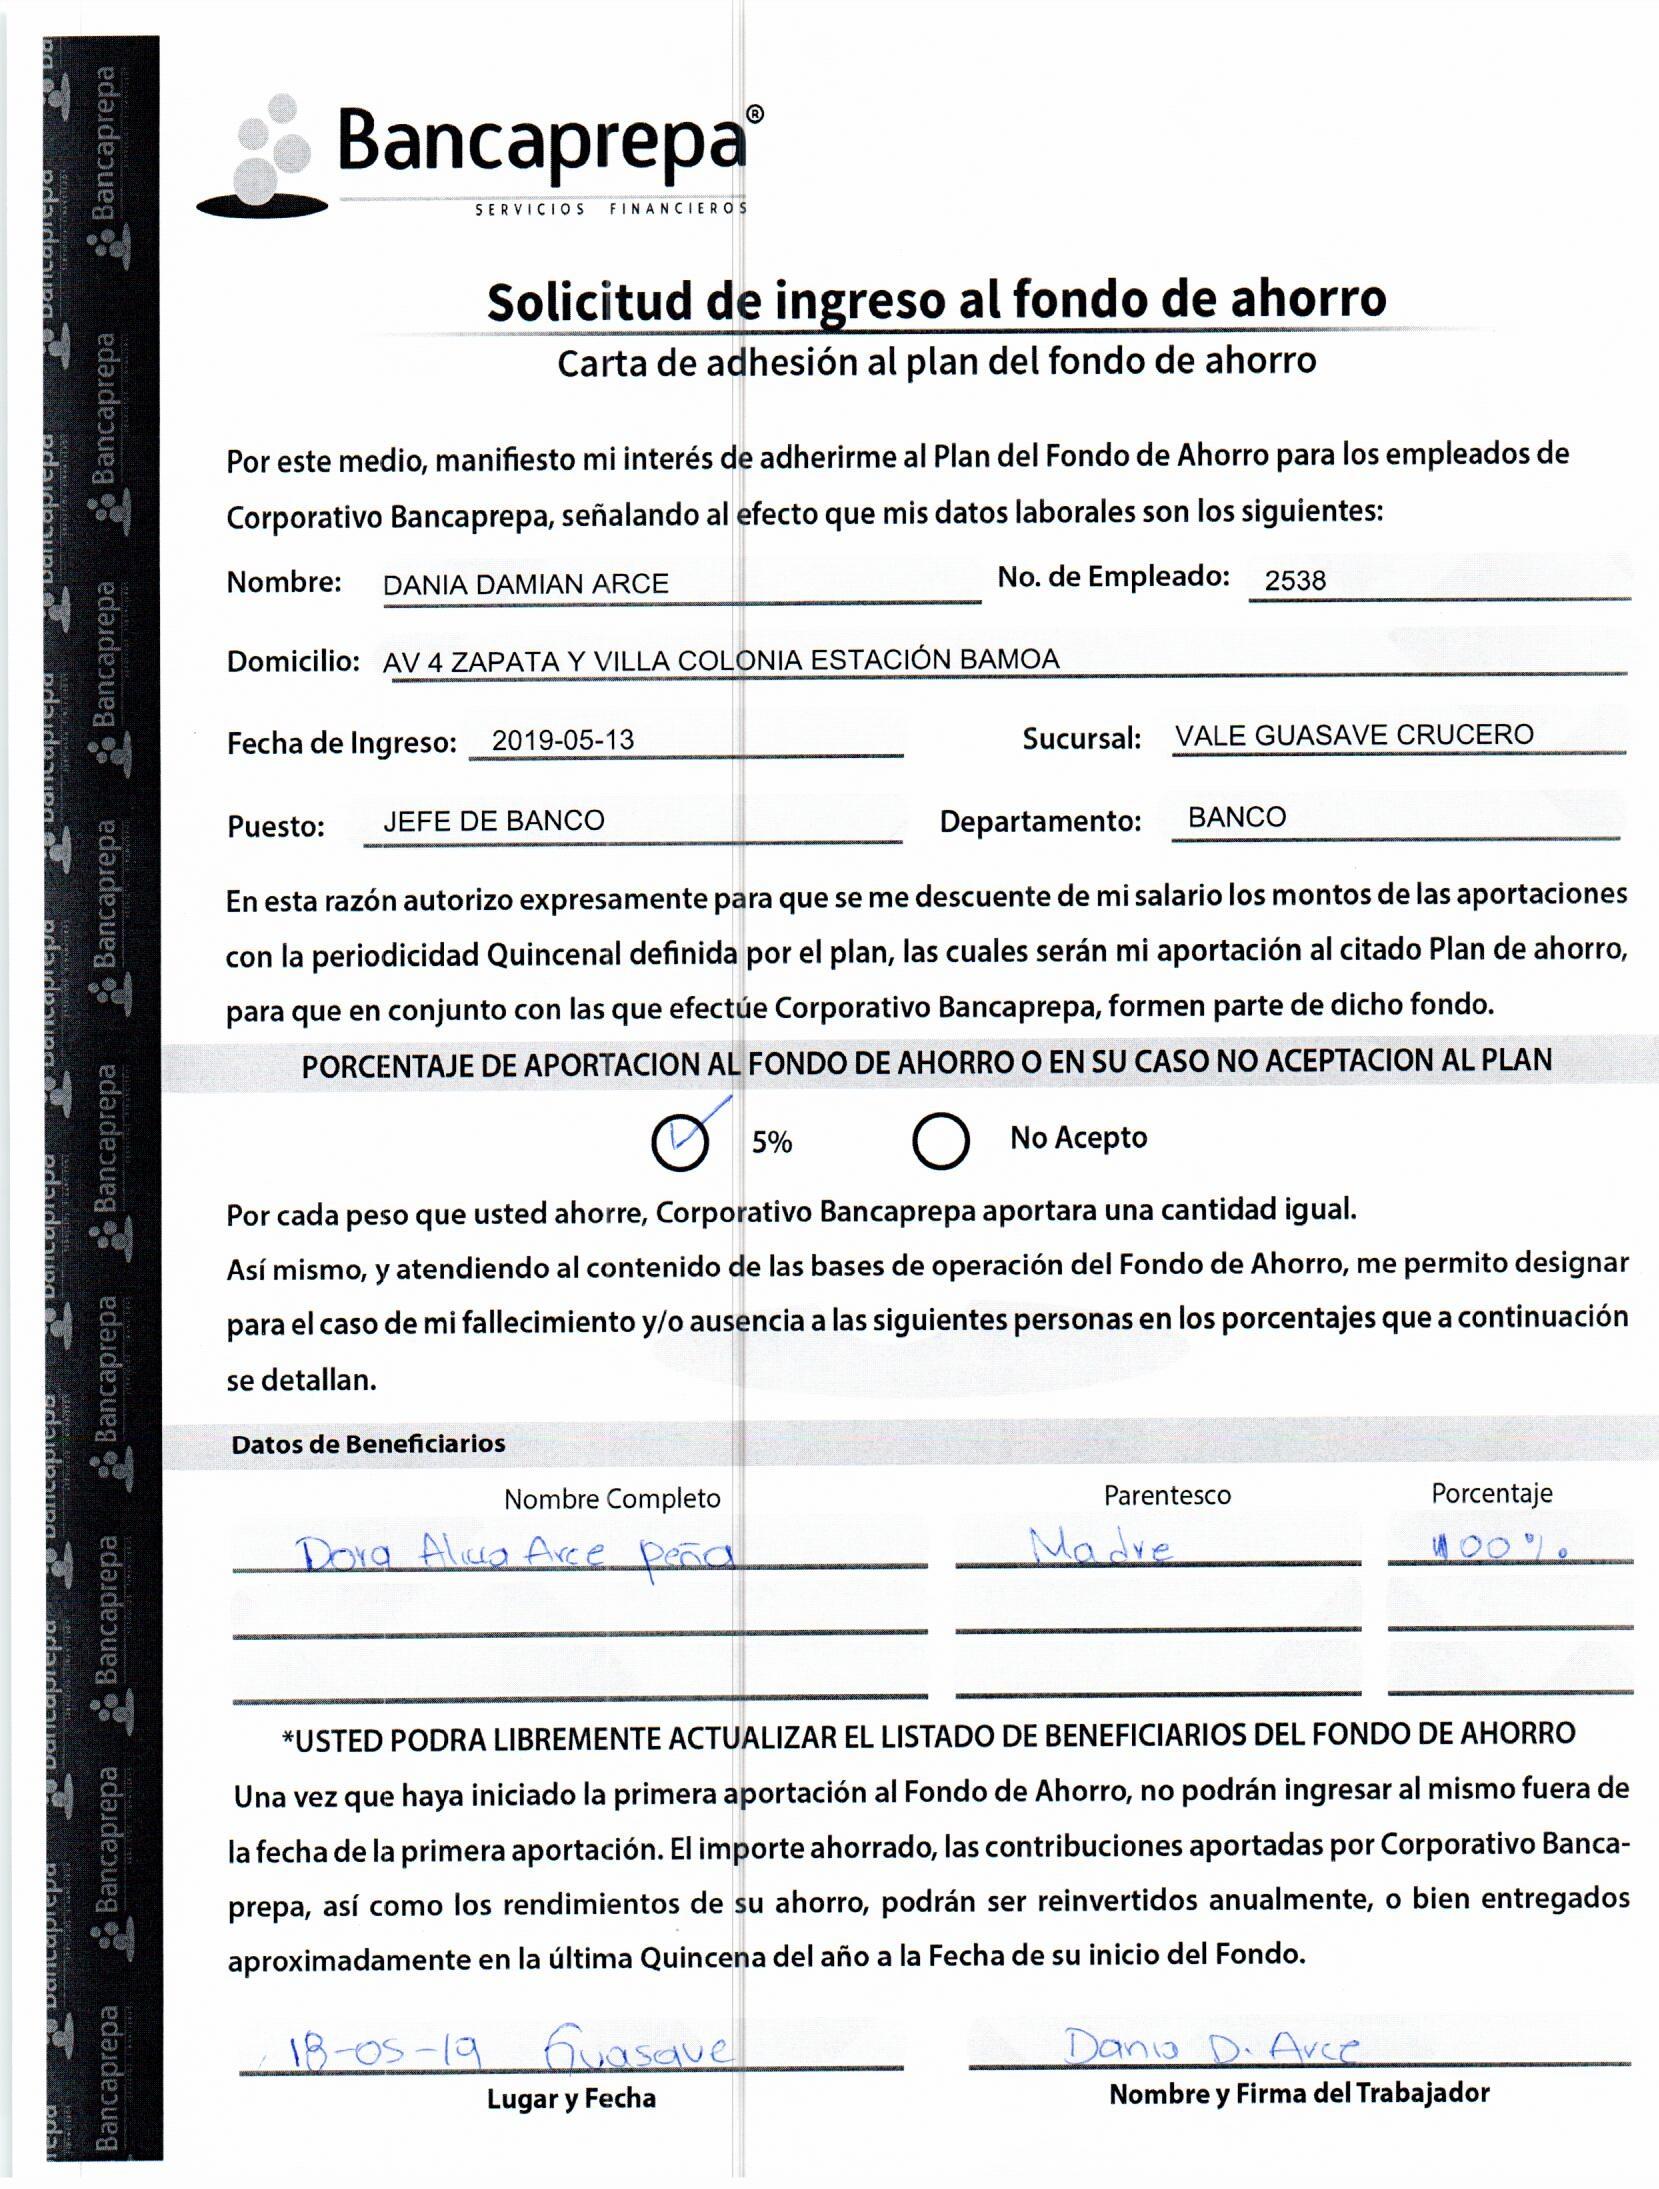 Bancaprepa®
SERVICIOS FINANCIEROS
Solicitud de ingreso al fondo de ahorro
Carta de adhesión al plan del fondo de ahorro
Por este medio, manifiesto mi interés de adherirme al Plan del Fondo de Ahorro para los empleados de
Corporativo Bancaprepa, señalando al efecto que mis datos laborales son los siguientes:
Nombre: DANIA DAMIAN ARCE No. de Empleado: 2538
Domicilio: AV 4 ZAPATA Y VILLA COLONIA ESTACIÓN BAMOA
Fecha de Ingreso: 2019-05-13 Sucursal: VALE GUASAVE CRUCERO
Puesto: JEFE DE BANCO Departamento: BANCO
En esta razón autorizo expresamente para que se me descuente de mi salario los montos de las aportaciones
con la periodicidad Quincenal definida por el plan, las cuales serán mi aportación al citado Plan de ahorro,
para que en conjunto con las que efectúe Corporativo Bancaprepa, formen parte de dicho fondo.
PORCENTAJE DE APORTACION AL FONDO DE AHORRO O EN SU CASO NO ACEPTACION AL PLAN
5% No Acepto
Por cada peso que usted ahorre, Corporativo Bancaprepa aportara una cantidad igual.
Así mismo, y atendiendo al contenido de las bases de operación del Fondo de Ahorro, me permito designar
para el caso de mi fallecimiento y/o ausencia a las siguientes personas en los porcentajes que a continuación
se detallan.
Datos de Beneficiarios
Nombre Completo Parentesco Porcentaje
Dora Alicia Arce Peña Madre 100%
*USTED PODRA LIBREMENTE ACTUALIZAR EL LISTADO DE BENEFICIARIOS DEL FONDO DE AHORRO
Una vez que haya iniciado la primera aportación al Fondo de Ahorro, no podrán ingresar al mismo fuera de
la fecha de la primera aportación. El importe ahorrado, las contribuciones aportadas por Corporativo Banca-
prepa, así como los rendimientos de su ahorro, podrán ser reinvertidos anualmente, o bien entregados
aproximadamente en la última Quincena del año a la Fecha de su inicio del Fondo.
18-05-19 Guasave Dania D. Arce
Lugar y Fecha Nombre y Firma del Trabajador